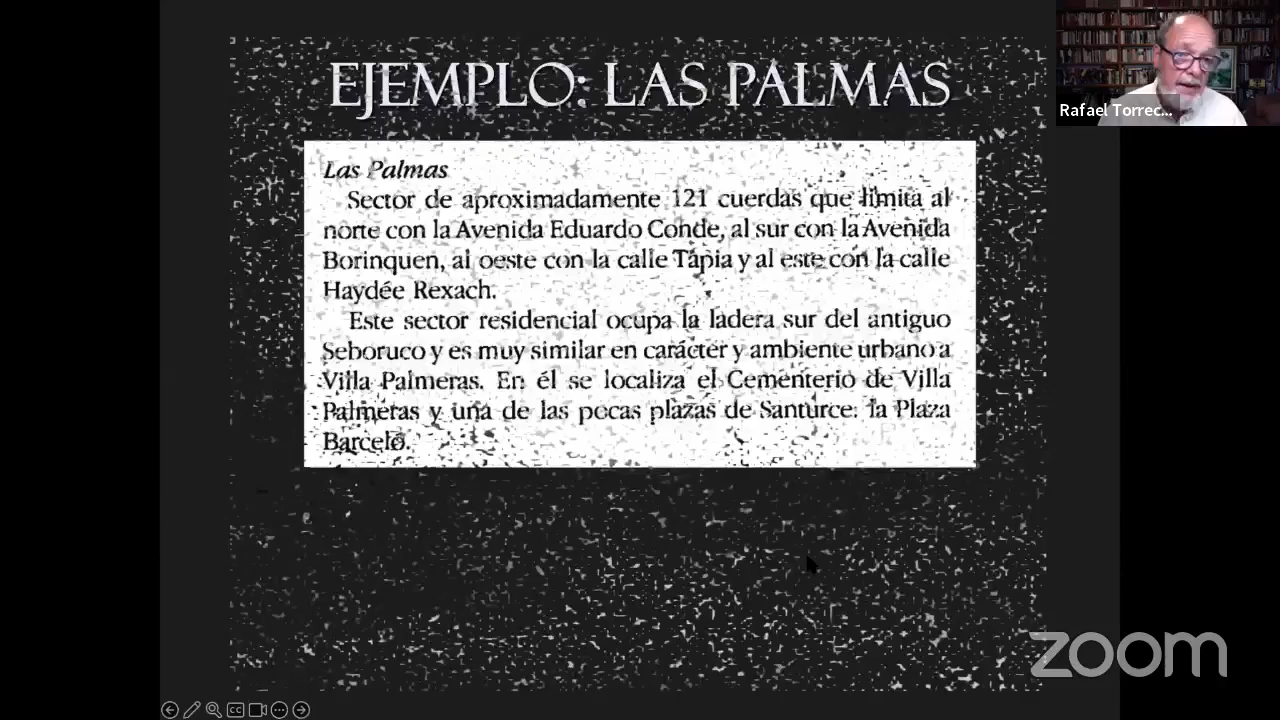 EJEMPLO: LAS PALMAS
Rafael Torrec...
Las Palmas
Sector de aproximadamente 121 cuerdas que limita al
norte con la Avenida Eduardo Conde, al sur con la Avenida
Borinquen, al oeste con la calle Tapia y al este con la calle
Haydée Rexach.
Este sector residencial ocupa la ladera sur del antiguo
Seboruco y es muy similar en carácter y ambiente urbano a
Villa Palmeras. En él se localiza el Cementerio de Villa
Palmeras y una de las pocas plazas de Santurce: la Plaza
Barceló.
zoom
CC